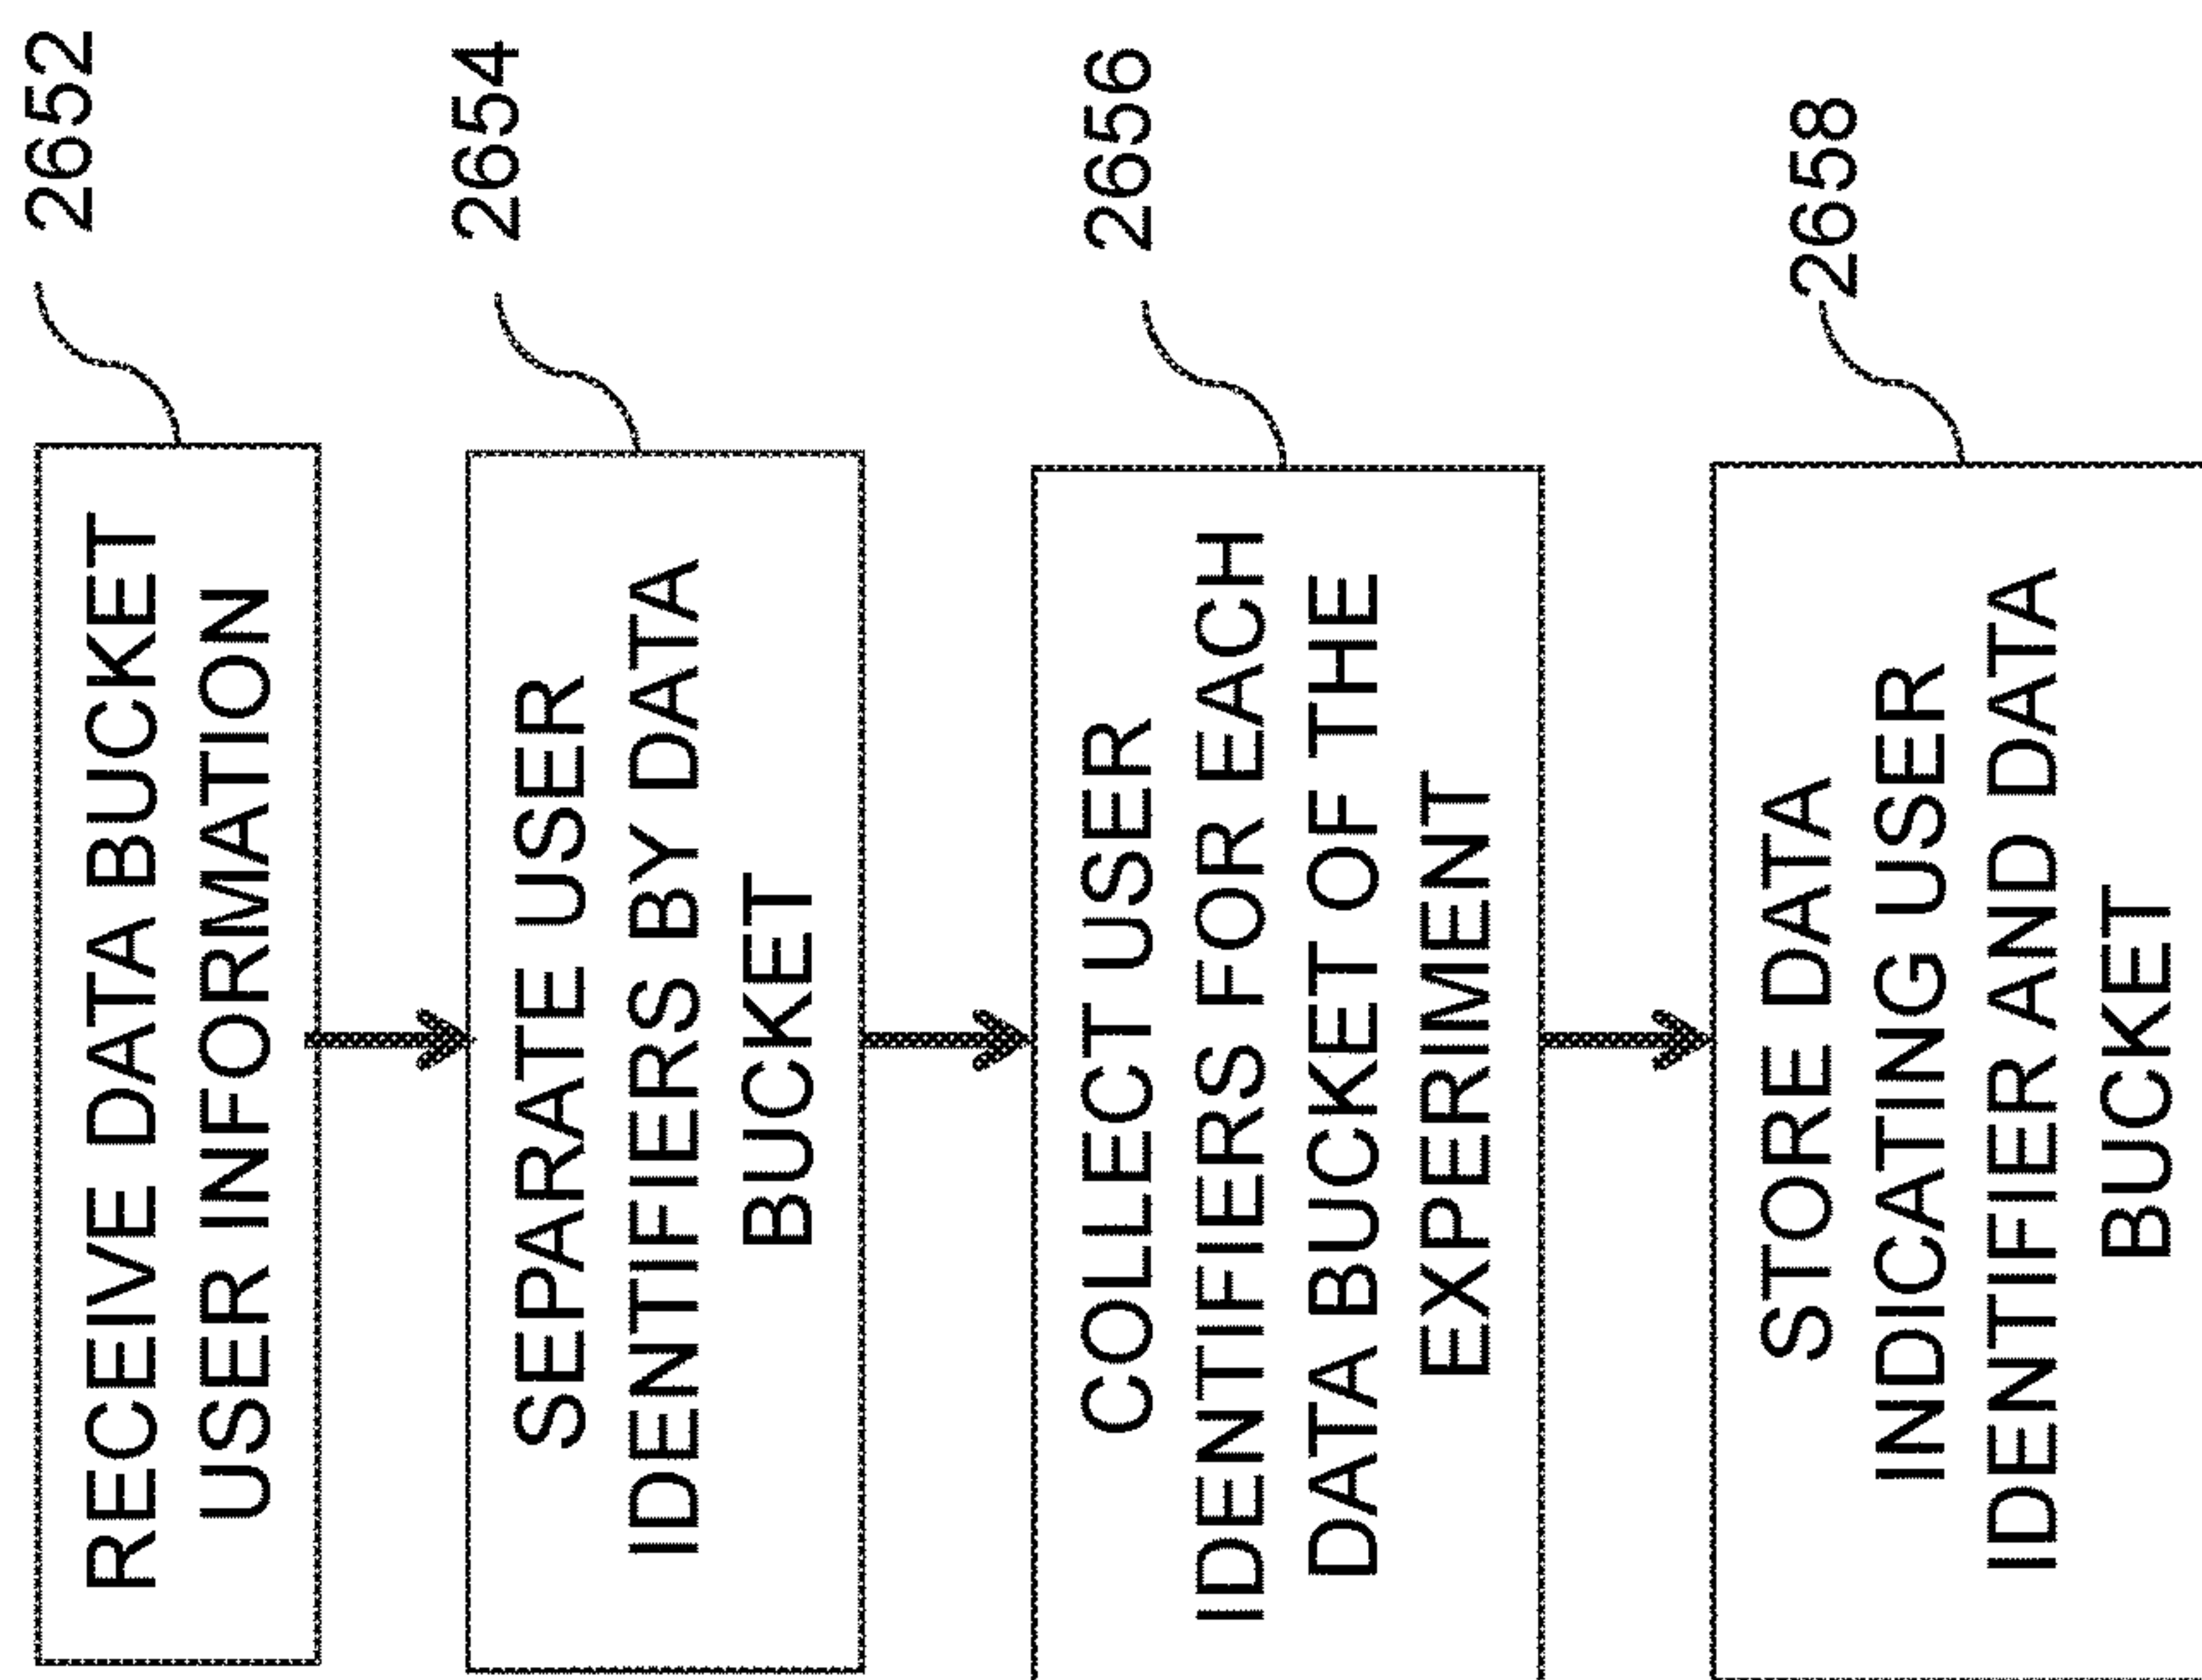 2652
RECEIVE DATA BUCKET
USER INFORMATION
2654
SEPARATE USER
IDENTIFIERS BY DATA
BUCKET
2656
COLLECT USER
IDENTIFIERS FOR EACH
DATA BUCKET OF THE
EXPERIMENT
2658
STORE DATA
INDICATING USER
IDENTIFIER AND DATA
BUCKET